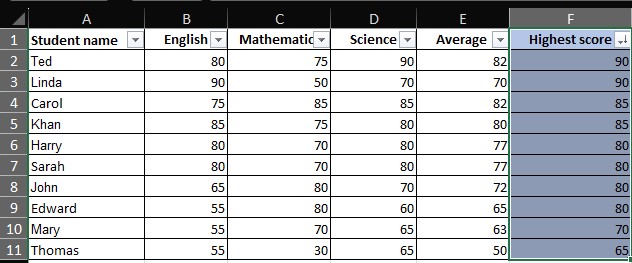 A B C D E F
1 Student name English Mathematic Science Average Highest score
2 Ted 80 75 90 82 90
3 Linda 90 50 70 70 90
4 Carol 75 85 85 82 85
5 Khan 85 75 80 80 85
6 Harry 80 70 80 77 80
7 Sarah 80 70 80 77 80
8 John 65 80 70 72 80
9 Edward 55 80 60 65 80
10 Mary 55 70 65 63 70
11 Thomas 55 30 65 50 65